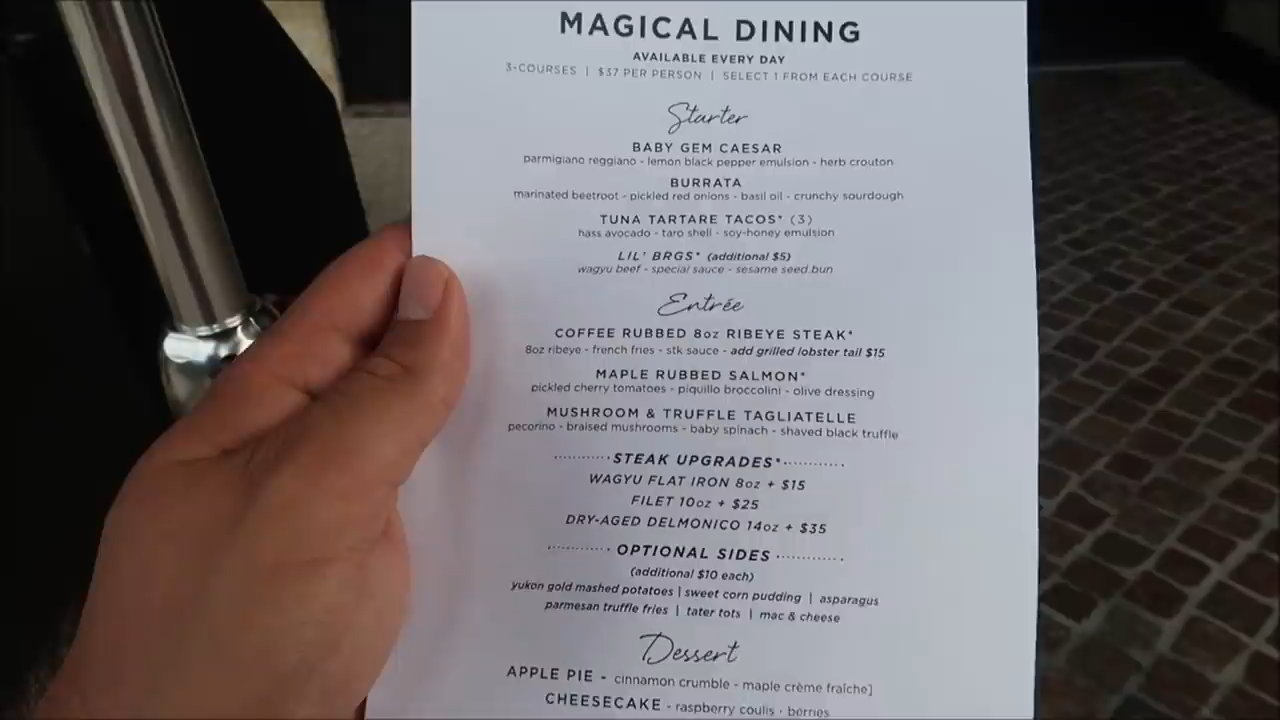 MAGICAL DINING
AVAILABLE EVERY DAY
3-COURSES | $37 PER PERSON | SELECT 1 FROM EACH COURSE
Starter
BABY GEM CAESAR
parmigiano reggiano - lemon black pepper emulsion - herb crouton
BURRATA
marinated beetroot - pickled red onions - basil oil - crunchy sourdough
TUNA TARTARE TACOS* (3)
hass avocado - taro shell - soy-honey emulsion
LIL' BRGS* (additional $5)
wagyu beef - special sauce - sesame seed bun
Entrée
COFFEE RUBBED 8oz RIBEYE STEAK*
8oz ribeye - french fries - stk sauce - add grilled lobster tail $15
MAPLE RUBBED SALMON*
pickled cherry tomatoes - piquillo broccolini - olive dressing
MUSHROOM & TRUFFLE TAGLIATELLE
pecorino - braised mushrooms - baby spinach - shaved black truffle
···········STEAK UPGRADES*············
WAGYU FLAT IRON 8oz + $15
FILET 10oz + $25
DRY-AGED DELMONICO 14oz + $35
············ OPTIONAL SIDES ·············
(additional $10 each)
yukon gold mashed potatoes | sweet corn pudding | asparagus
parmesan truffle fries | tater tots | mac & cheese
Dessert
APPLE PIE - cinnamon crumble - maple crème fraîche]
CHEESECAKE - raspberry coulis - berries